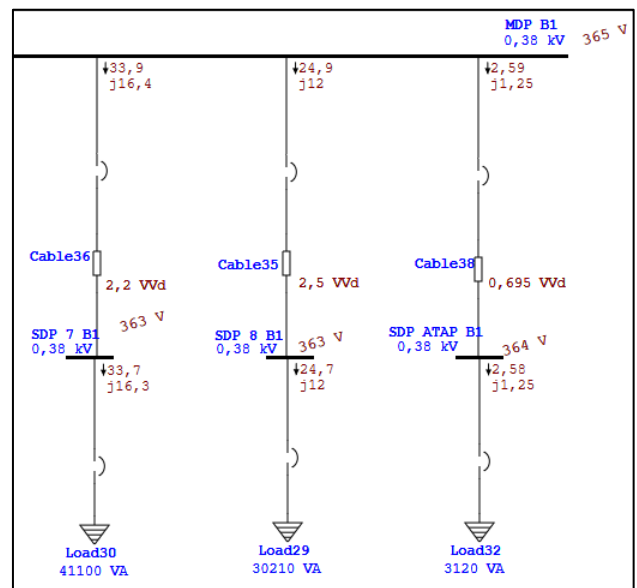 MDP B1
0,38 kV
365 V
33,9
j16,4
24,9
j12
2,59
j1,25
Cable36
2,2 VVd
Cable35
2,5 VVd
Cable38
0,695 VVd
SDP 7 B1
0,38 kV
363 V
33,7
j16,3
SDP 8 B1
0,38 kV
363 V
24,7
j12
SDP ATAP B1
0,38 kV
364 V
2,58
j1,25
Load30
41100 VA
Load29
30210 VA
Load32
3120 VA